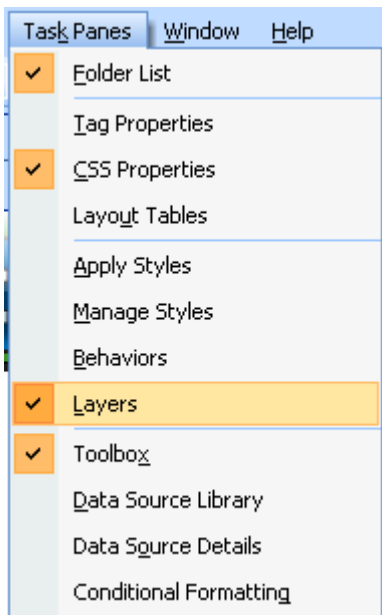 Task Panes Window Help
Folder List
Tag Properties
CSS Properties
Layout Tables
Apply Styles
Manage Styles
Behaviors
Layers
Toolbox
Data Source Library
Data Source Details
Conditional Formatting